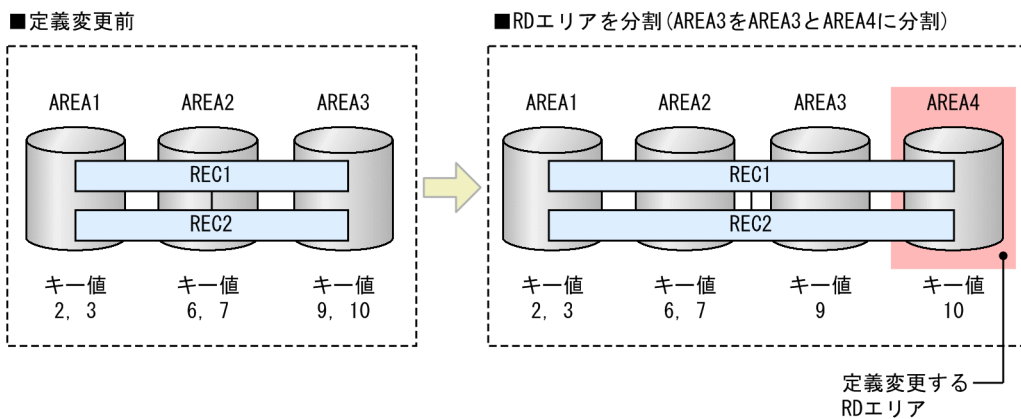 ■定義変更前
AREA1 AREA2 AREA3
REC1
REC2
キー値 キー値 キー値
2, 3 6, 7 9, 10
■RDエリアを分割(AREA3をAREA3とAREA4に分割)
AREA1 AREA2 AREA3 AREA4
REC1
REC2
キー値 キー値 キー値 キー値
2, 3 6, 7 9 10
定義変更する
RDエリア